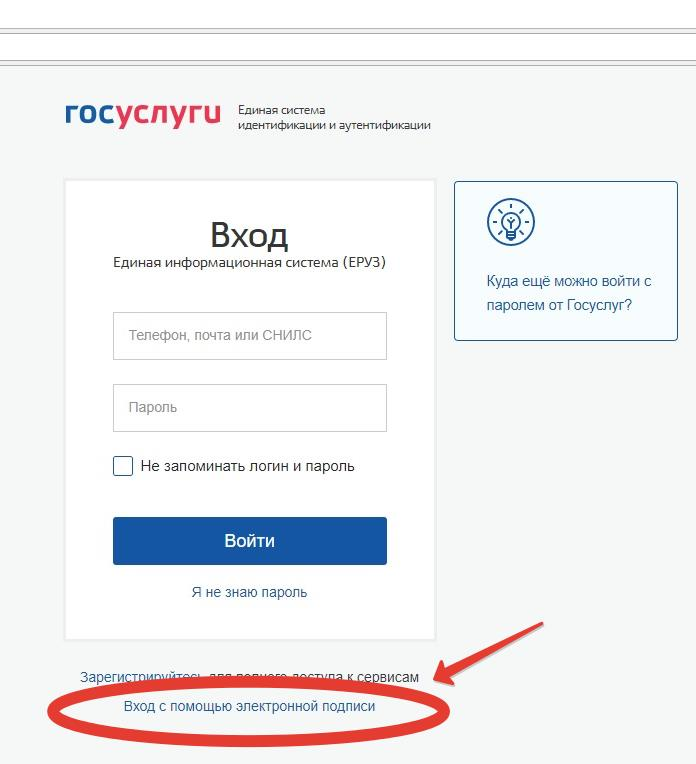 госуслуги
Единая система
идентификации и аутентификации
Вход
Единая информационная система (ЕРУЗ)
Телефон, почта или СНИЛС
Пароль
Не запоминать логин и пароль
Войти
Я не знаю пароль
Куда ещё можно войти с
паролем от Госуслуг?
Зарегистрируйтесь для полного доступа к сервисам
Вход с помощью электронной подписи